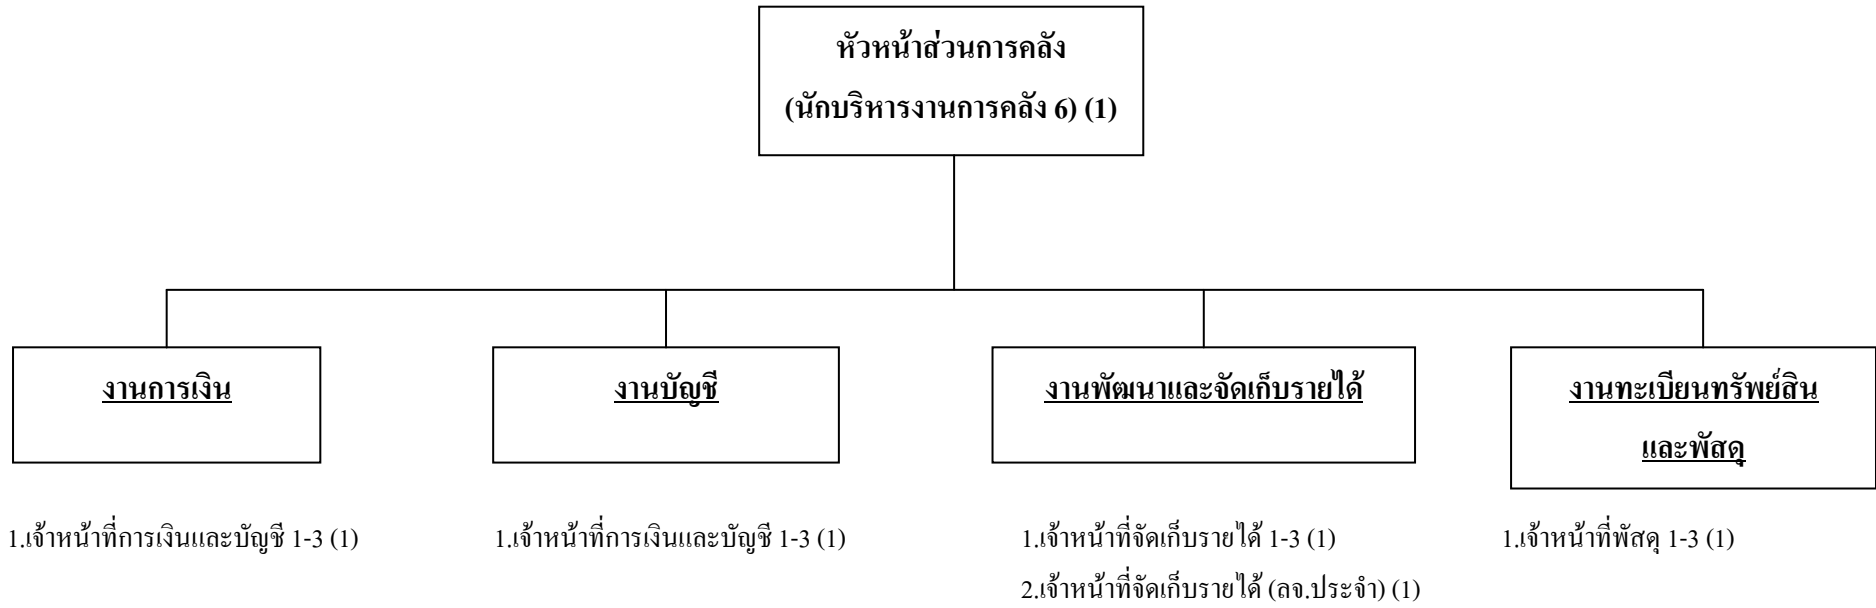 หัวหน้าส่วนการคลัง
(นักบริหารงานการคลัง 6) (1)
งานการเงิน
งานบัญชี
งานพัฒนาและจัดเก็บรายได้
งานทะเบียนทรัพย์สิน
และพัสดุ
1.เจ้าหน้าที่การเงินและบัญชี 1-3 (1)
1.เจ้าหน้าที่การเงินและบัญชี 1-3 (1)
1.เจ้าหน้าที่จัดเก็บรายได้ 1-3 (1)
2.เจ้าหน้าที่จัดเก็บรายได้ (ลจ.ประจำ) (1)
1.เจ้าหน้าที่พัสดุ 1-3 (1)